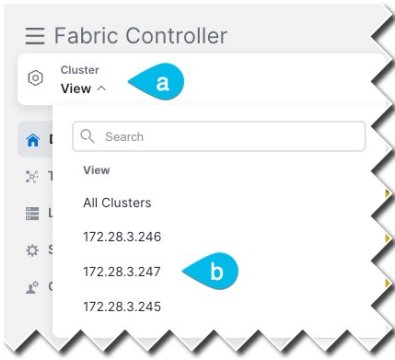 Fabric Controller
Cluster
View
a
Search
View
All Clusters
172.28.3.246
172.28.3.247
b
172.28.3.245